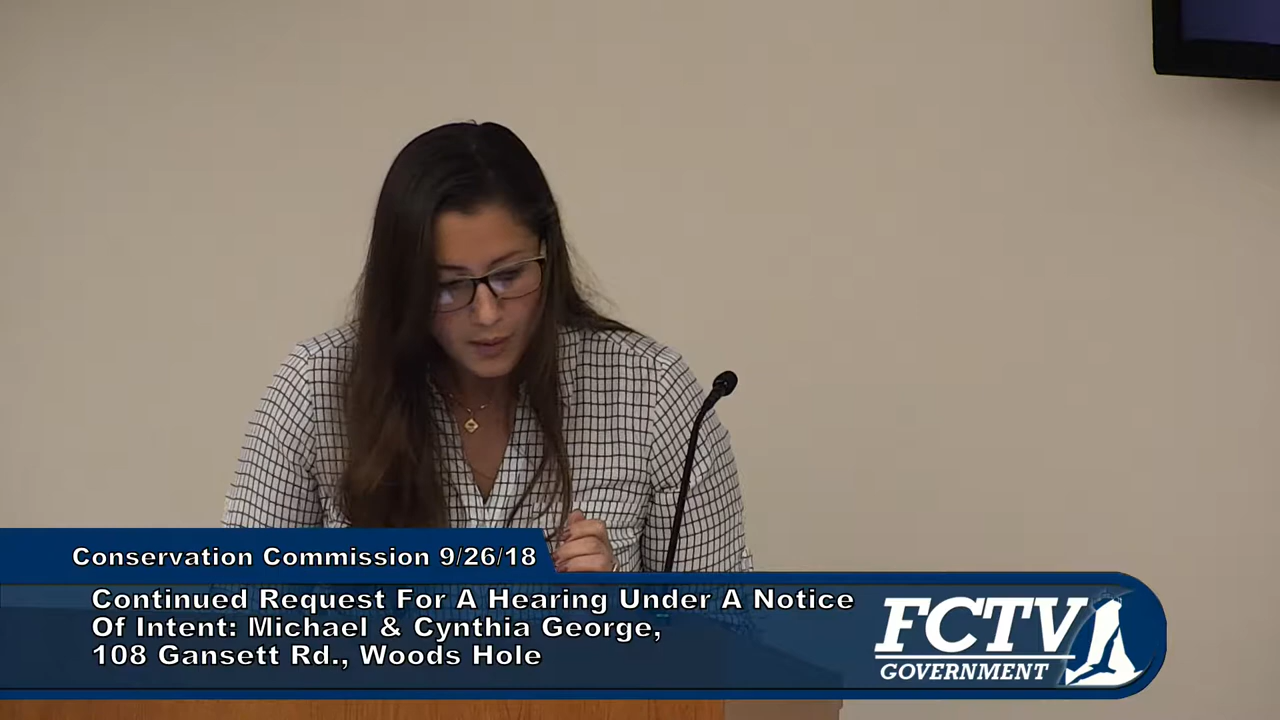 Conservation Commission 9/26/18
Continued Request For A Hearing Under A Notice
Of Intent: Michael & Cynthia George,
108 Gansett Rd., Woods Hole
FCTV
GOVERNMENT